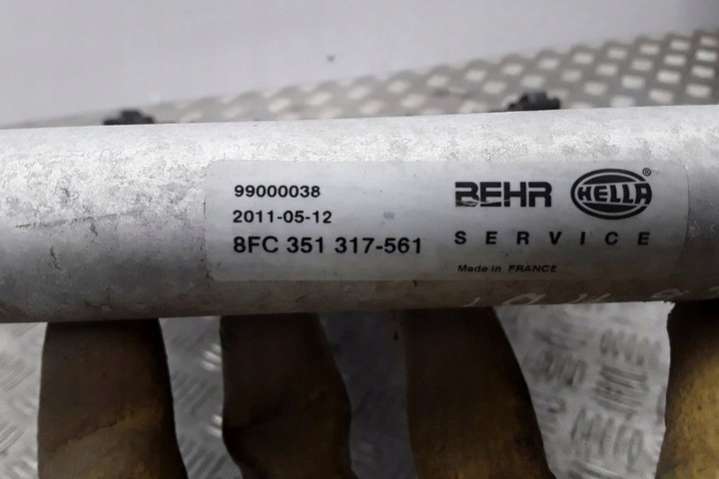 99000038
2011-05-12
8FC 351 317-561
BEHR HELLA ®
SERVICE
Made in FRANCE